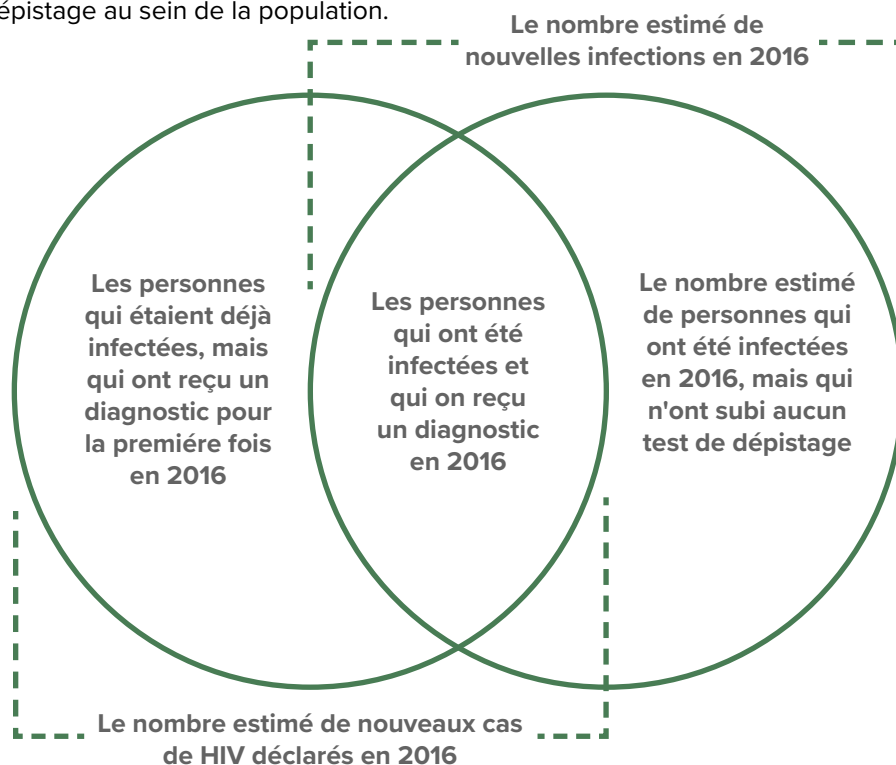 épistage au sein de la population.
Le nombre estimé de
nouvelles infections en 2016
Les personnes
qui étaient déjà
infectées, mais
qui ont reçu un
diagnostic pour
la premiére fois
en 2016
Les personnes
qui ont été
infectées et
qui on reçu
un diagnostic
en 2016
Le nombre estimé
de personnes qui
ont été infectées
en 2016, mais qui
n'ont subi aucun
test de dépistage
Le nombre estimé de nouveaux cas
de HIV déclarés en 2016